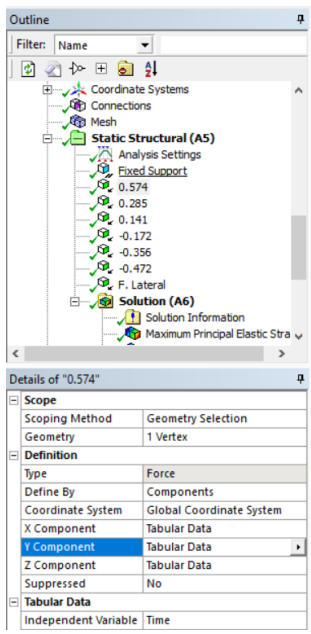 Outline
Filter: Name
Coordinate Systems
Connections
Mesh
Static Structural (A5)
Analysis Settings
Fixed Support
0.574
0.285
0.141
-0.172
-0.356
-0.472
F. Lateral
Solution (A6)
Solution Information
Maximum Principal Elastic Stra
Details of "0.574"
Scope
Scoping Method Geometry Selection
Geometry 1 Vertex
Definition
Type Force
Define By Components
Coordinate System Global Coordinate System
X Component Tabular Data
Y Component Tabular Data
Z Component Tabular Data
Suppressed No
Tabular Data
Independent Variable Time